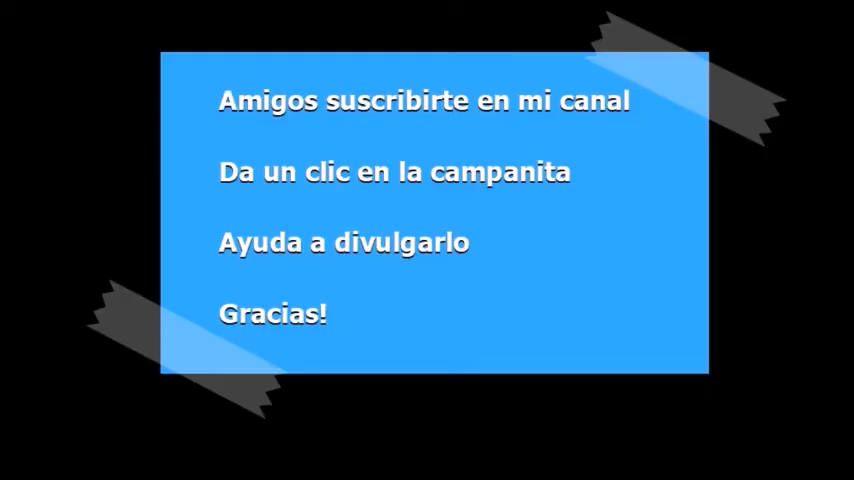 Amigos suscribirte en mi canal
Da un clic en la campanita
Ayuda a divulgarlo
Gracias!